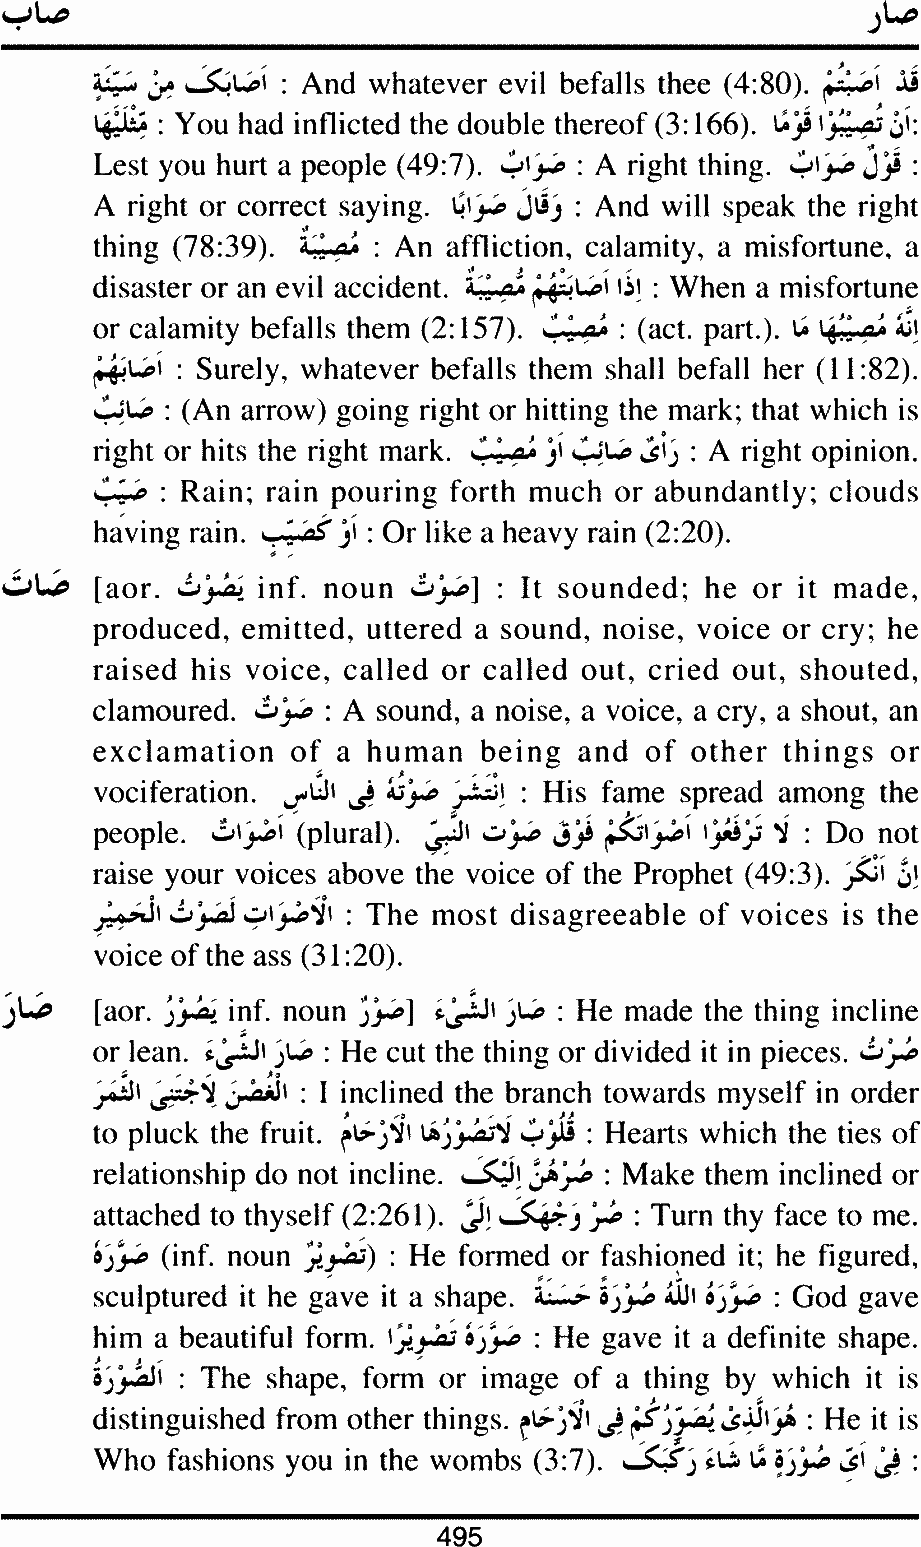 صاب صار
اَصَابَکَ مِنْ سَيِّئَةٍ : And whatever evil befalls thee (4:80). قَدْ اَصَبْتُمْ
مِّثْلَيْهَا : You had inflicted the double thereof (3:166). اَنْ تُصِيْبُوْا قَوْمًا:
Lest you hurt a people (49:7). صَوَابٌ : A right thing. قَوْلٌ صَوَابٌ :
A right or correct saying. وَقَالَ صَوَابًا : And will speak the right
thing (78:39). مُصِيْبَةٌ : An affliction, calamity, a misfortune, a
disaster or an evil accident. اِذَا اَصَابَتْهُمْ مُّصِيْبَةٌ : When a misfortune
or calamity befalls them (2:157). مُصِيْبٌ : (act. part.). اِنَّهٗ مُصِيْبُهَا مَا
اَصَابَهُمْ : Surely, whatever befalls them shall befall her (11:82).
صَائِبٌ : (An arrow) going right or hitting the mark; that which is
right or hits the right mark. رَأىٌ صَائِبٌ اَوْ مُصِيْبٌ : A right opinion.
صَيِّبٌ : Rain; rain pouring forth much or abundantly; clouds
having rain. اَوْ کَصَيِّبٍ : Or like a heavy rain (2:20).
صَاتَ [aor. يَصُوْتُ inf. noun صَوْتٌ] : It sounded; he or it made,
produced, emitted, uttered a sound, noise, voice or cry; he
raised his voice, called or called out, cried out, shouted,
clamoured. صَوْتٌ : A sound, a noise, a voice, a cry, a shout, an
exclamation of a human being and of other things or
vociferation. اِنْتَشَرَ صَوْتُهٗ فِى النَّاسِ : His fame spread among the
people. اَصْوَاتٌ (plural). لَا تَرْفَعُوْا اَصْوَاتَکُمْ فَوْقَ صَوْتِ النَّبِيِّ : Do not
raise your voices above the voice of the Prophet (49:3). اِنَّ اَنْکَرَ
الْاَصْوَاتِ لَصَوْتُ الْحَمِيْرِ : The most disagreeable of voices is the
voice of the ass (31:20).
صَارَ [aor. يَصُوْرُ inf. noun صَوْرٌ] صَارَ الشَّيْءَ : He made the thing incline
or lean. صَارَ الشَّيْءَ : He cut the thing or divided it in pieces. صُرْتُ
الْغُصْنَ لِاَجْتَنِيَ الثَّمَرَ : I inclined the branch towards myself in order
to pluck the fruit. قُلُوْبٌ لَاتَصُوْرُهَا الْاَرْحَامُ : Hearts which the ties of
relationship do not incline. صُرْهُنَّ اِلَيْکَ : Make them inclined or
attached to thyself (2:261). صُرْ وَجْهَکَ اِلَىَّ : Turn thy face to me.
صَوَّرَهٗ (inf. noun تَصْوِيْرٌ) : He formed or fashioned it; he figured,
sculptured it he gave it a shape. صَوَّرَهُ اللّٰهُ صُوْرَةً حَسَنَةً : God gave
him a beautiful form. صَوَّرَهٗ تَصْوِيْرًا : He gave it a definite shape.
اَلصُّوْرَةُ : The shape, form or image of a thing by which it is
distinguished from other things. هُوَالَّذِىْ يُصَوِّرُکُمْ فِى الْاَرْحَامِ : He it is
Who fashions you in the wombs (3:7). فِىْ اَىِّ صُوْرَةٍ مَّا شَاءَ رَکَّبَکَ :
495